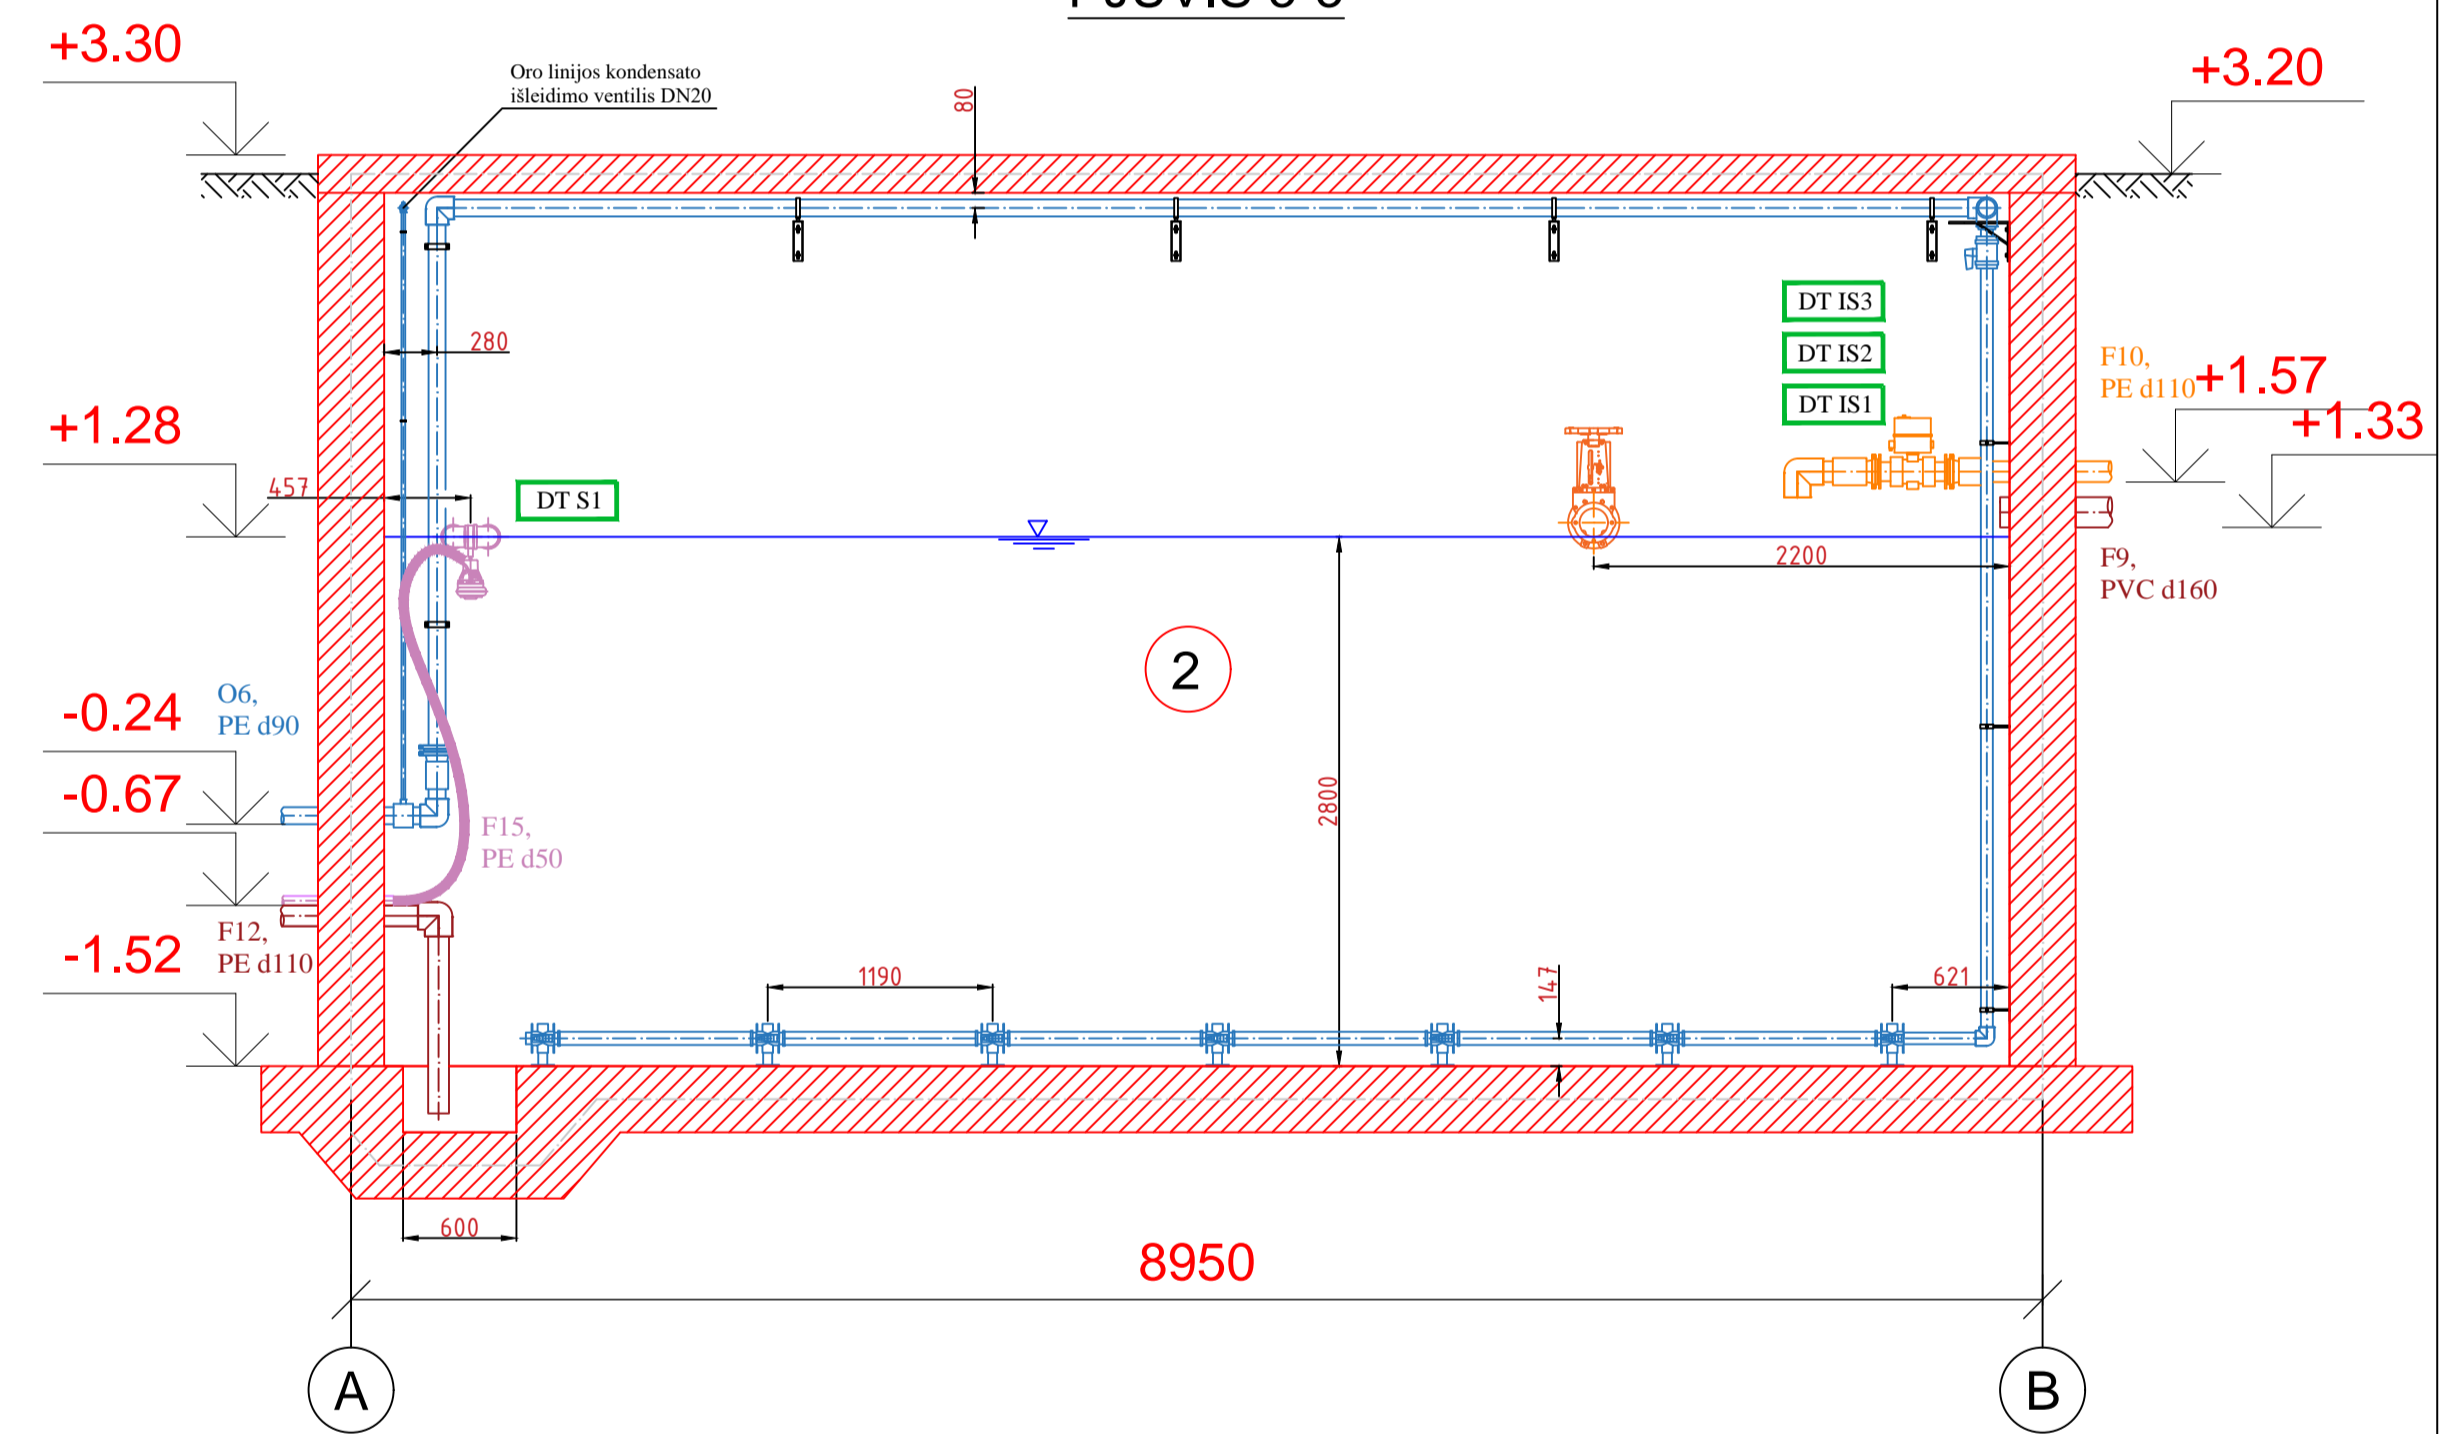 +3.30
Oro linijos kondensato
išleidimo ventilis DN20
80
+3.20
280
DT IS3
DT IS2
DT IS1
F10,
PE d110
+1.57
+1.33
+1.28
457
DT S1
2200
F9,
PVC d160
2
-0.24
O6,
PE d90
-0.67
2800
F15,
PE d50
F12,
PE d110
-1.52
1190
147
621
600
8950
A
B